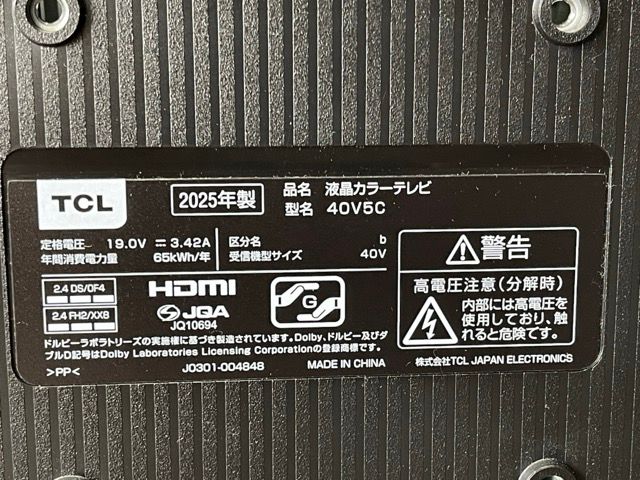 TCL
2025年製
品名 液晶カラーテレビ
型名 40V5C
定格電圧 19.0V ⎓ 3.42A
年間消費電力量 65kWh/年
区分名 b
受信機型サイズ 40V
2.4 DS/OF4
2.4 FH2/XX8
HDMI
JQA
JQ10694
G
ドルビーラボラトリーズの実施権に基づき製造されています。Dolby、ドルビー及びダ
ブルD記号はDolby Laboratories Licensing Corporationの登録商標です。
>PP<
J0301-004848
MADE IN CHINA
警告
高電圧注意(分解時)
内部には高電圧を
使用しており、触
れると危険です。
株式会社TCL JAPAN ELECTRONICS